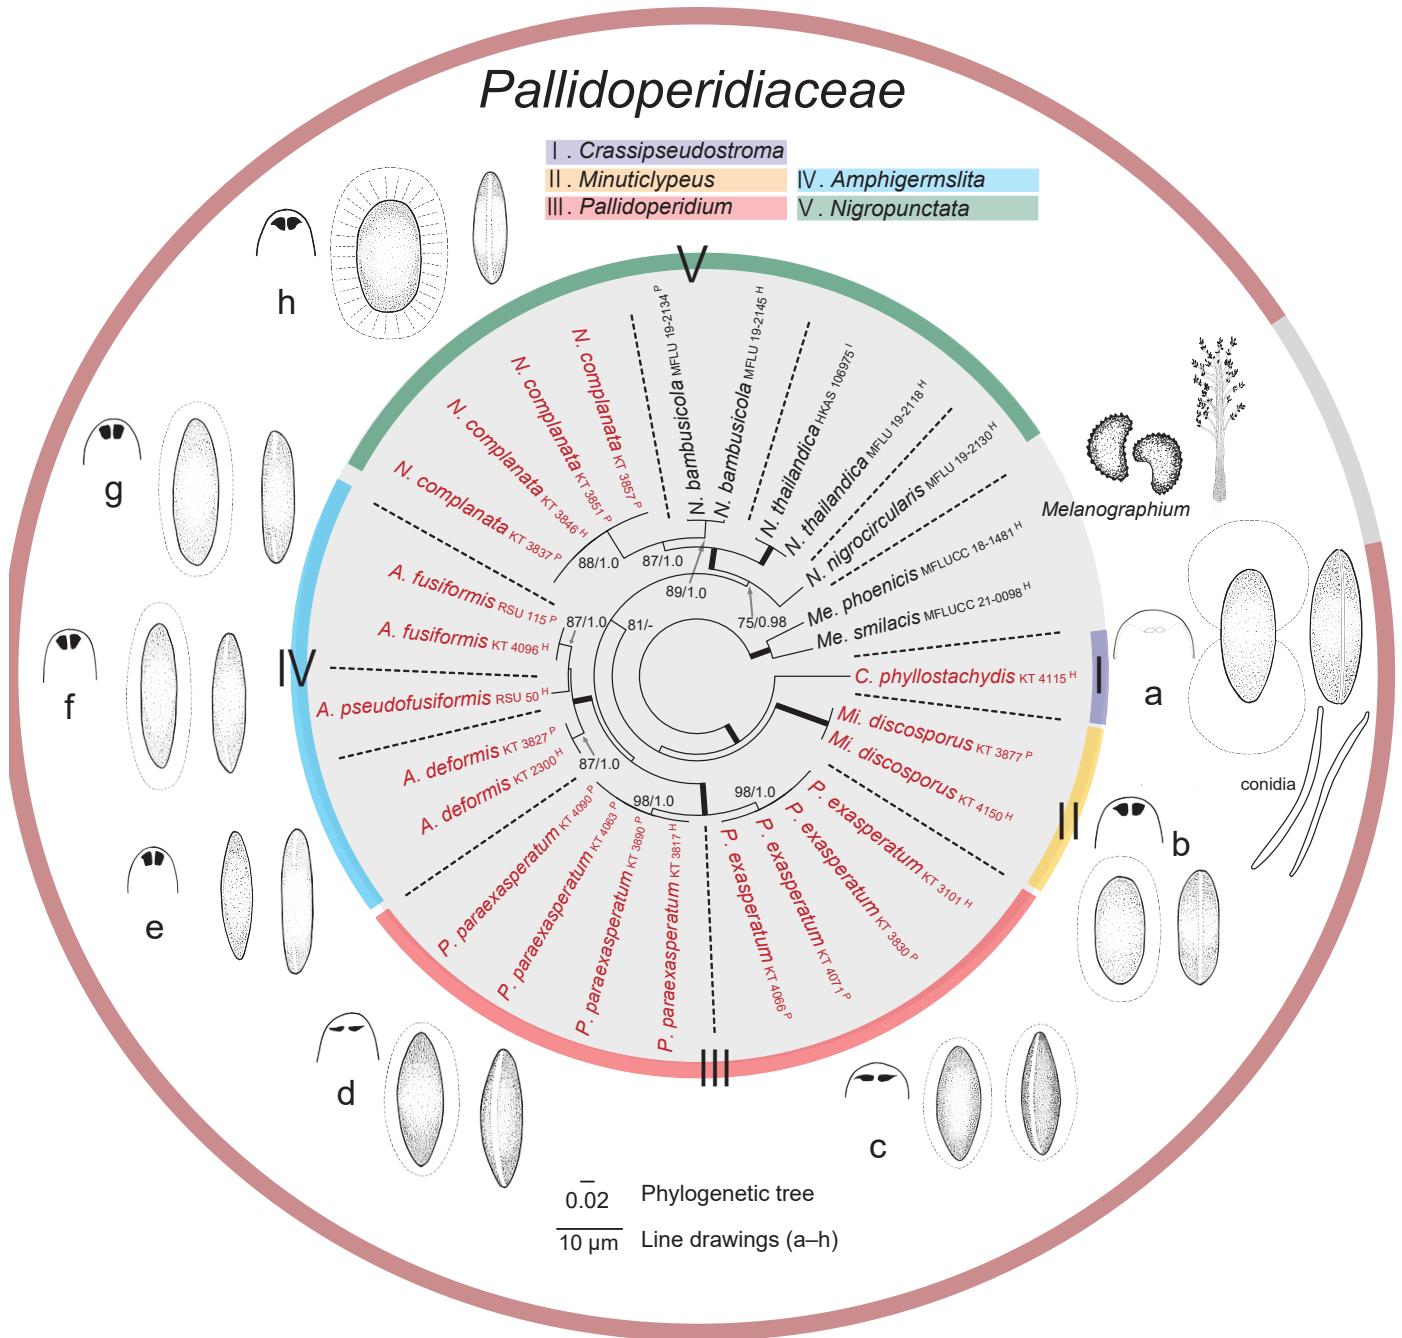 Pallidoperidiaceae
I . Crassipseudostroma
II . Minuticlypeus
III . Pallidoperidium
IV . Amphigermslita
V . Nigropunctata
h
g
f
e
d
c
b
a
conidia
Melanographium
V
IV
III
II
I
N. complanata KT 3837 P
N. complanata KT 3846 H
N. complanata KT 3851 P
N. complanata KT 3857 P
N. bambusicola MFLU 19-2134 P
N. bambusicola MFLU 19-2145 H
N. thailandica HKAS 106975 I
N. thailandica MFLU 19-2118 H
N. nigrocircularis MFLU 19-2130 H
Me. phoenicis MFLUCC 18-1481 H
Me. smilacis MFLUCC 21-0098 H
C. phyllostachydis KT 4115 H
Mi. discosporus KT 3877 P
Mi. discosporus KT 4150 H
P. exasperatum KT 3101 H
P. exasperatum KT 3830 P
P. exasperatum KT 4071 P
P. exasperatum KT 4066 P
P. paraexasperatum KT 3817 H
P. paraexasperatum KT 3890 P
P. paraexasperatum KT 4063 P
P. paraexasperatum KT 4090 P
A. deformis KT 2300 H
A. deformis KT 3827 P
A. pseudofusiformis RSU 50 H
A. fusiformis KT 4096 H
A. fusiformis RSU 115 P
88/1.0
87/1.0
89/1.0
75/0.98
87/1.0
81/-
87/1.0
98/1.0
98/1.0
0.02 Phylogenetic tree
10 µm Line drawings (a–h)